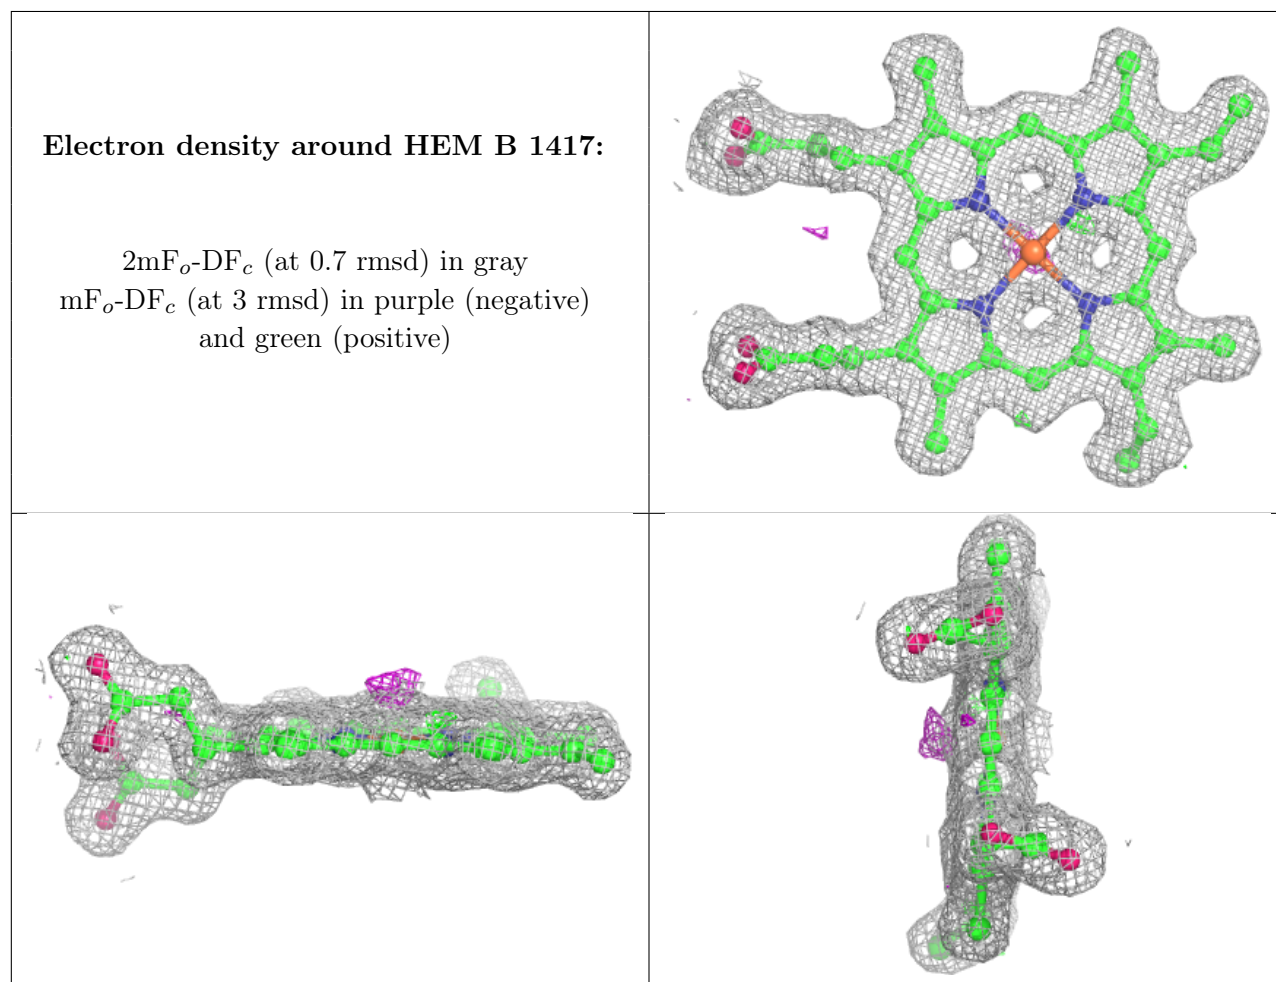 Electron density around HEM B 1417:
2mFₒ-DF𝒸 (at 0.7 rmsd) in gray
mFₒ-DF𝒸 (at 3 rmsd) in purple (negative)
and green (positive)